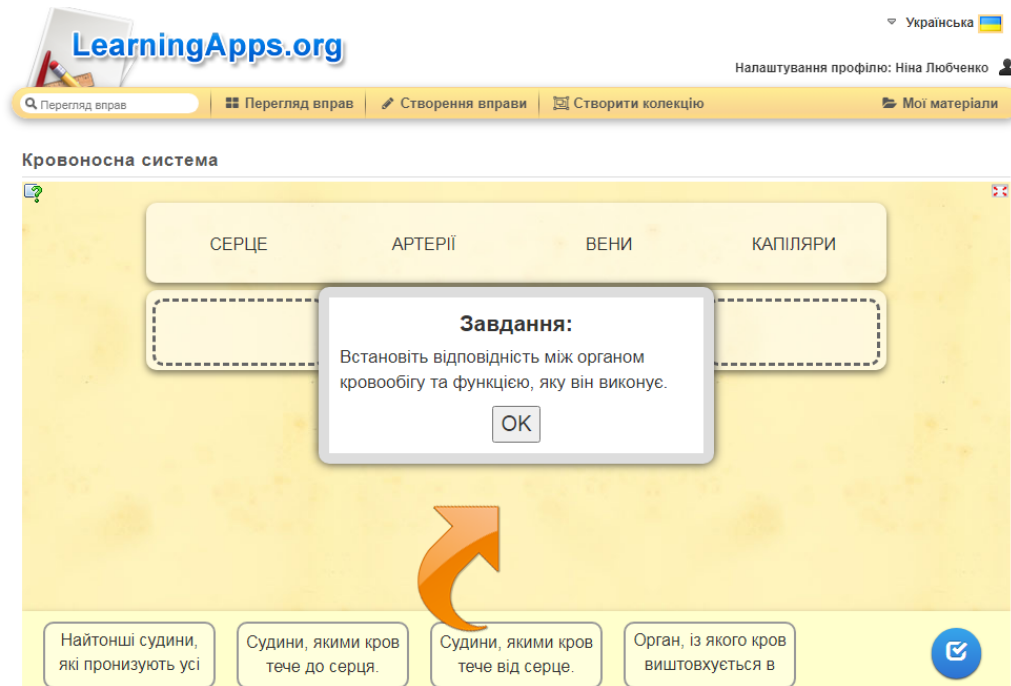 LearningApps.org
Українська
Налаштування профілю: Ніна Любченко
Перегляд вправ
Перегляд вправ
Створення вправи
Створити колекцію
Мої матеріали
Кровоносна система
СЕРЦЕ
АРТЕРІЇ
ВЕНИ
КАПІЛЯРИ
Завдання:
Встановіть відповідність між органом
кровообігу та функцією, яку він виконує.
OK
Найтонші судини,
які пронизують усі
Судини, якими кров
тече до серця.
Судини, якими кров
тече від серце.
Орган, із якого кров
виштовхується в